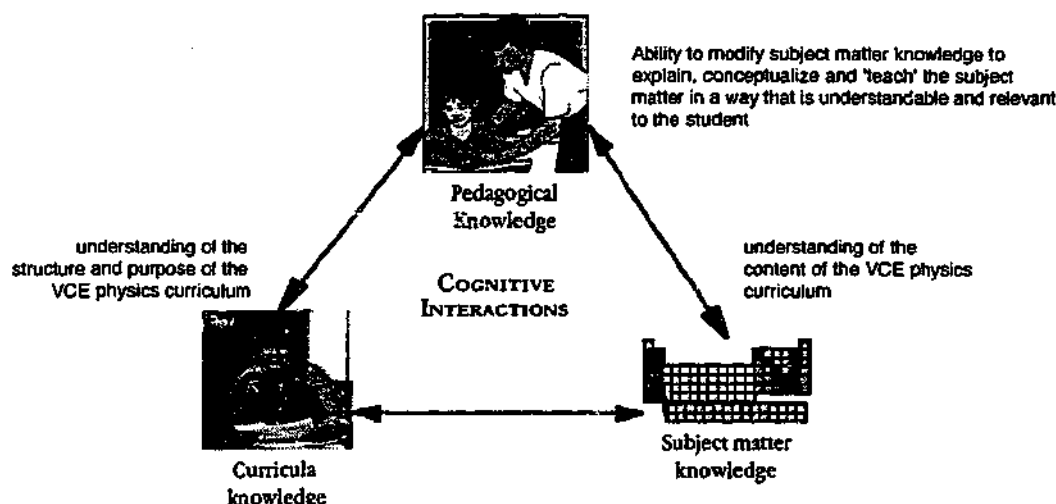 Ability to modify subject matter knowledge to
explain, conceptualize and 'teach' the subject
matter in a way that is understandable and relevant
to the student
Pedagogical
Knowledge
understanding of the
structure and purpose of the
VCE physics curriculum
COGNITIVE
INTERACTIONS
understanding of the
content of the VCE physics
curriculum
Curricula
knowledge
Subject matter
knowledge